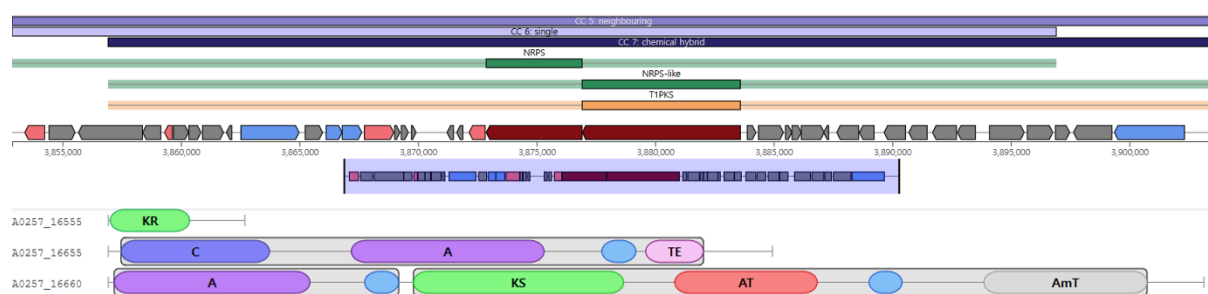 CC 5: neighbouring
CC 6: single
CC 7: chemical hybrid
NRPS
NRPS-like
T1PKS
3,855,000 3,860,000 3,865,000 3,870,000 3,875,000 3,880,000 3,885,000 3,890,000 3,895,000 3,900,000
A0257_16555 KR
A0257_16655 C A TE
A0257_16660 A KS AT AmT